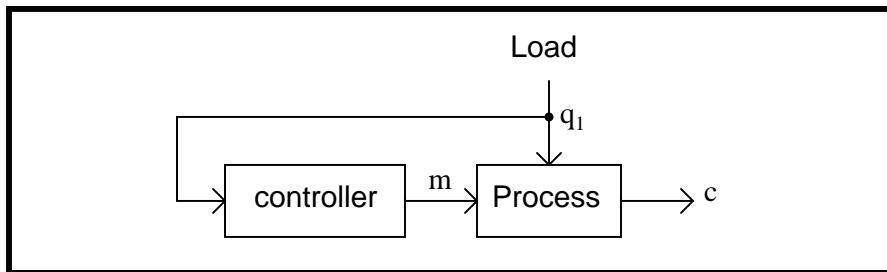 Load
q₁
controller
m
Process
c